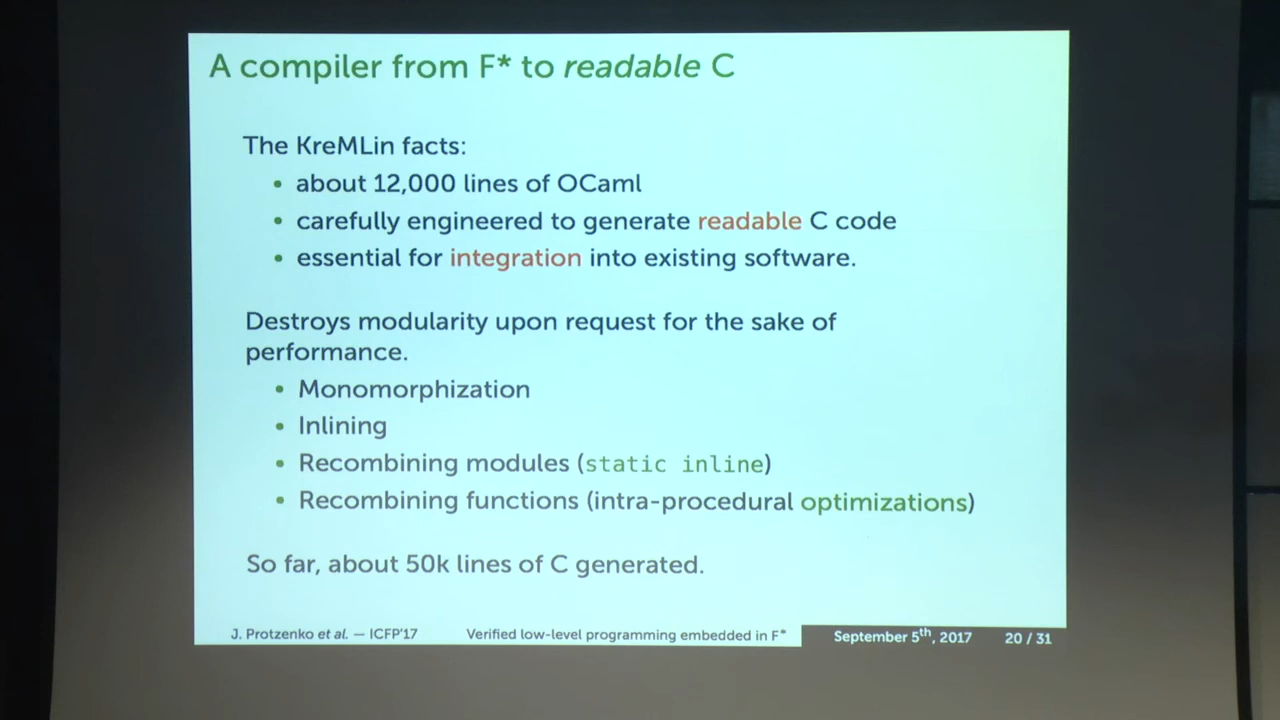 A compiler from F* to readable C
The KreMLin facts:
• about 12,000 lines of OCaml
• carefully engineered to generate readable C code
• essential for integration into existing software.
Destroys modularity upon request for the sake of
performance.
• Monomorphization
• Inlining
• Recombining modules (static inline)
• Recombining functions (intra-procedural optimizations)
So far, about 50k lines of C generated.
J. Protzenko et al. — ICFP'17 Verified low-level programming embedded in F* September 5th, 2017 20 / 31